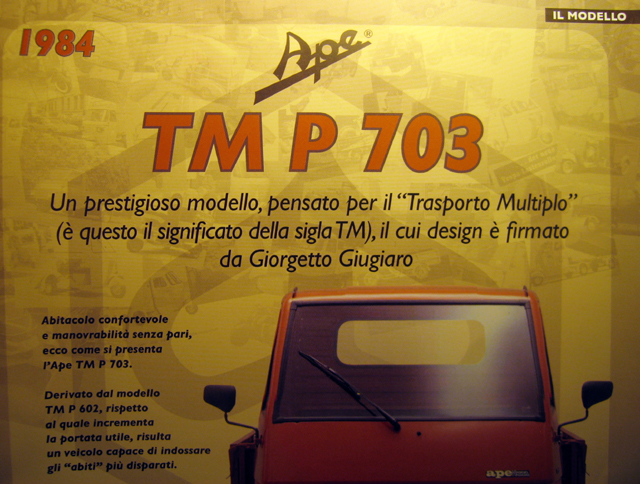 IL MODELLO
1984
Ape®
TM P 703
Un prestigioso modello, pensato per il “Trasporto Multiplo”
(è questo il significato della sigla TM), il cui design è firmato
da Giorgetto Giugiaro
Abitacolo confortevole
e manovrabilità senza pari,
ecco come si presenta
l'Ape TM P 703.
Derivato dal modello
TM P 602, rispetto
al quale incrementa
la portata utile, risulta
un veicolo capace di indossare
gli “abiti” più disparati.
ape